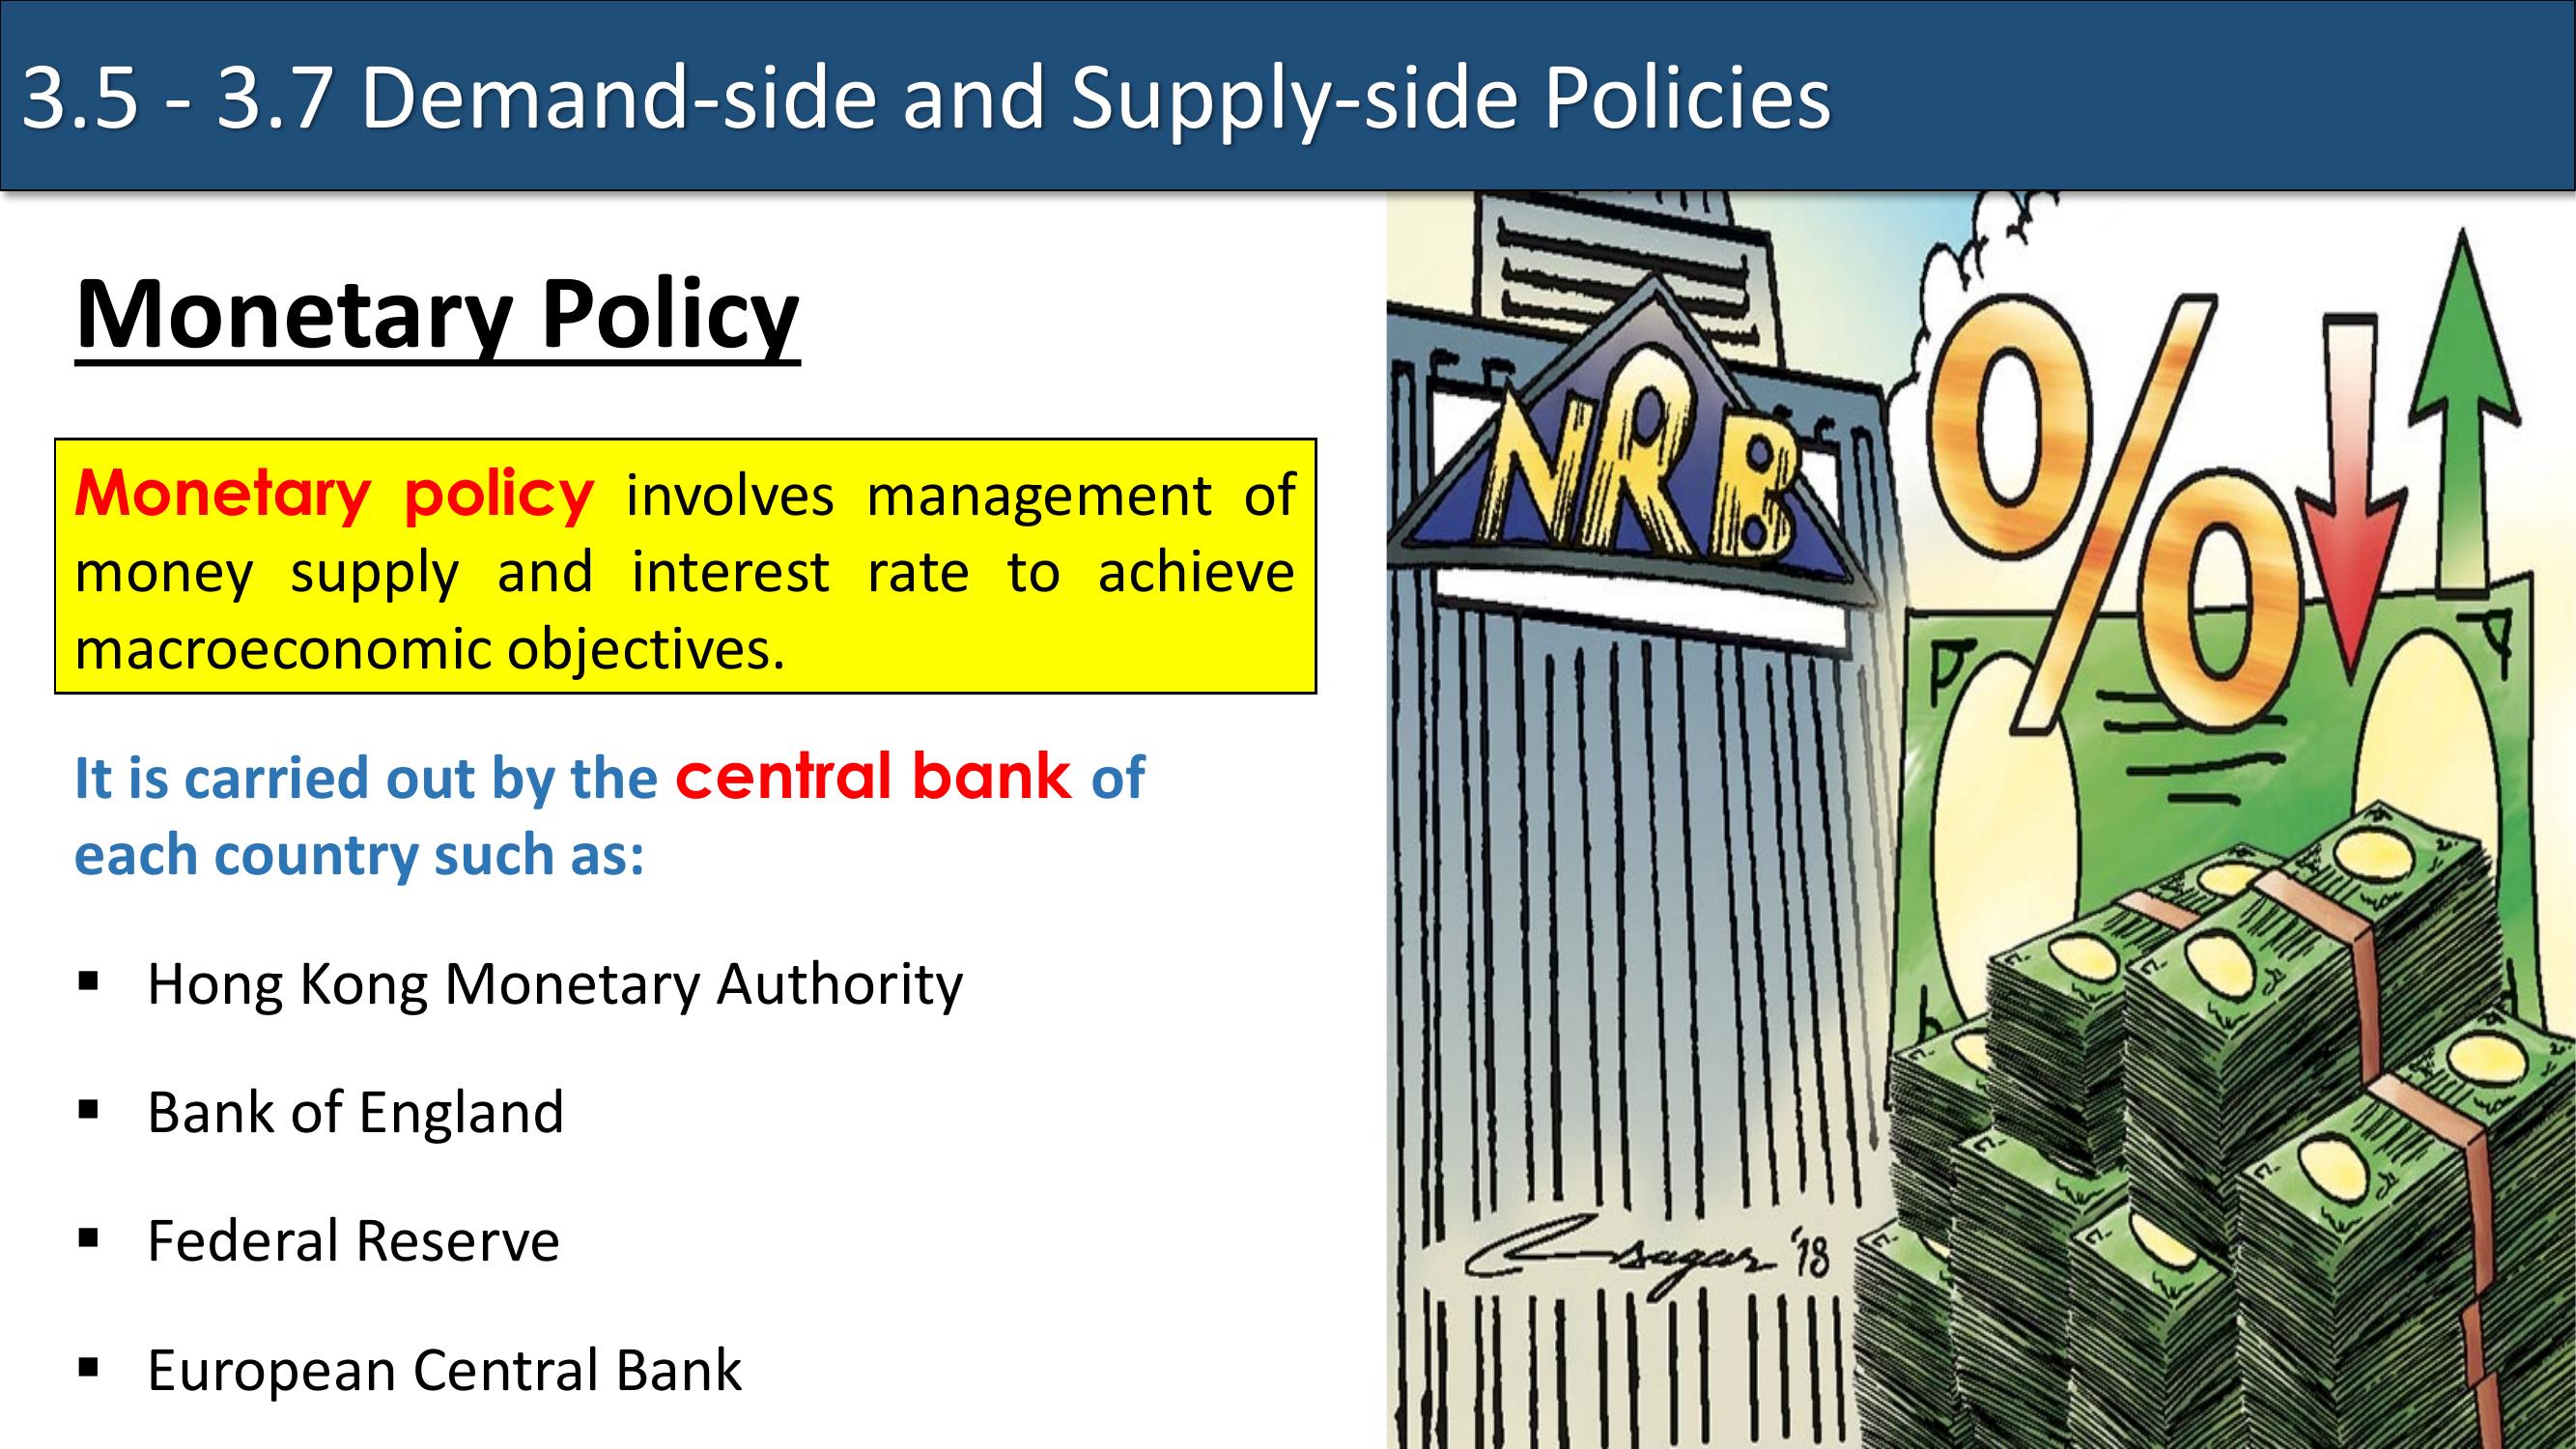 3.5 - 3.7 Demand-side and Supply-side Policies
Monetary Policy
Monetary policy involves management of
money supply and interest rate to achieve
macroeconomic objectives.
It is carried out by the central bank of
each country such as:
▪ Hong Kong Monetary Authority
▪ Bank of England
▪ Federal Reserve
▪ European Central Bank
NRB
%
sagar '18